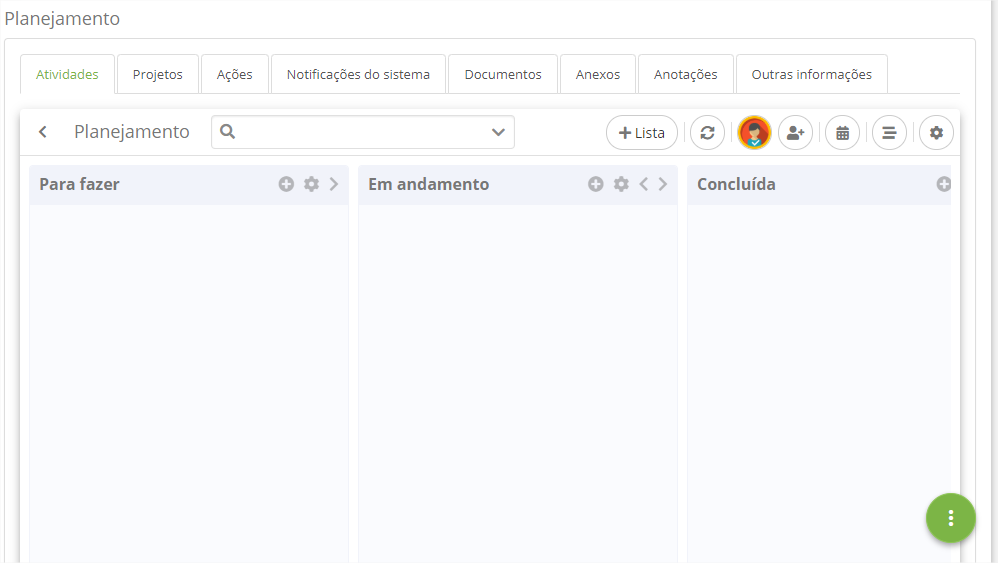 Planejamento
Atividades Projetos Ações Notificações do sistema Documentos Anexos Anotações Outras informações
Planejamento Lista
Para fazer Em andamento Concluída